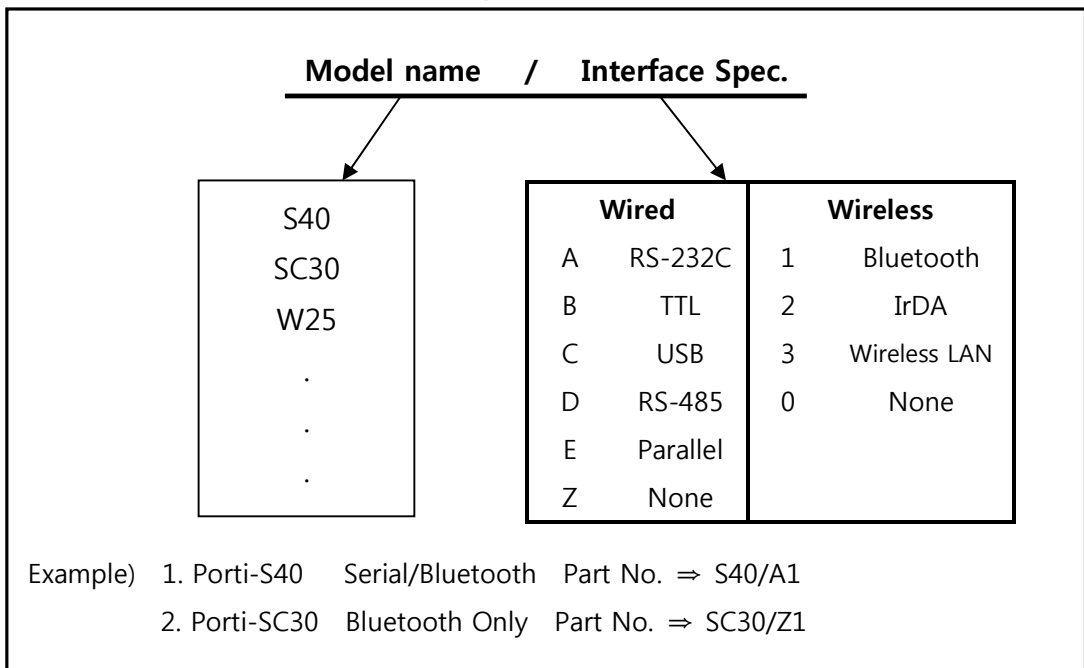 Model name / Interface Spec.
S40
SC30
W25
.
.
.
Wired Wireless
A RS-232C 1 Bluetooth
B TTL 2 IrDA
C USB 3 Wireless LAN
D RS-485 0 None
E Parallel
Z None
Example) 1. Porti-S40 Serial/Bluetooth Part No. ⇒ S40/A1
2. Porti-SC30 Bluetooth Only Part No. ⇒ SC30/Z1